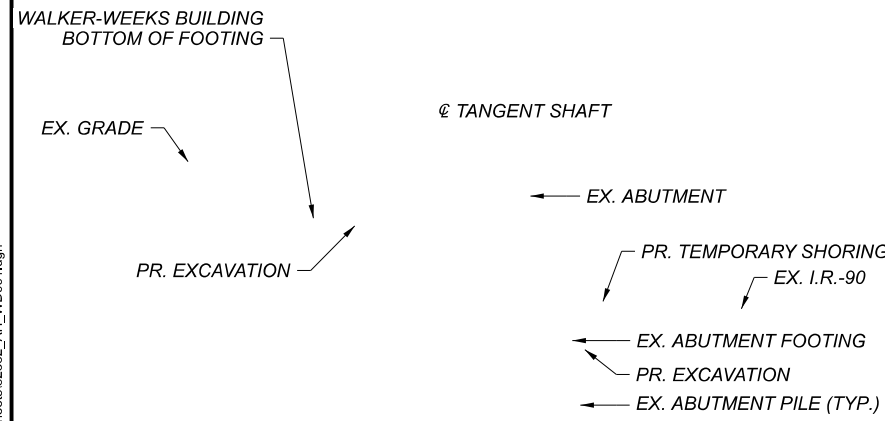 WALKER-WEEKS BUILDING
BOTTOM OF FOOTING
℄ TANGENT SHAFT
EX. GRADE
EX. ABUTMENT
PR. EXCAVATION
PR. TEMPORARY SHORING
EX. I.R.-90
EX. ABUTMENT FOOTING
PR. EXCAVATION
EX. ABUTMENT PILE (TYP.)